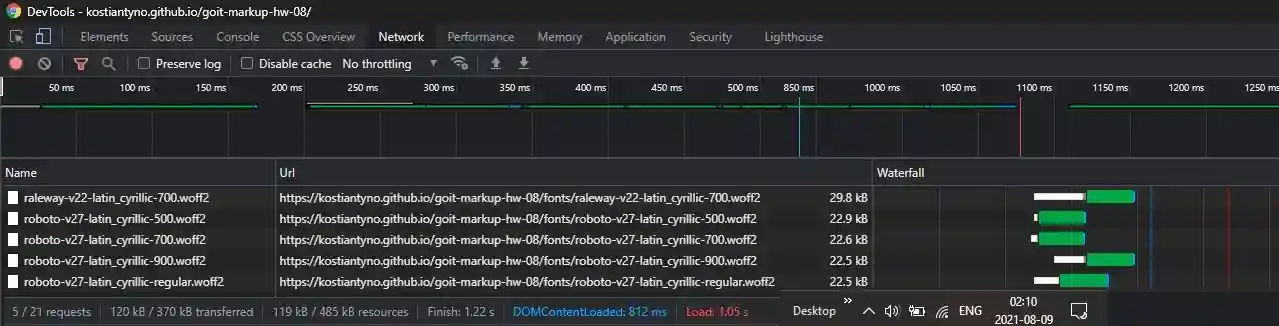 DevTools - kostiantyno.github.io/goit-markup-hw-08/
Elements Sources Console CSS Overview Network Performance Memory Application Security Lighthouse
Preserve log Disable cache No throttling
50 ms 100 ms 150 ms 200 ms 250 ms 300 ms 350 ms 400 ms 450 ms 500 ms 850 ms 1000 ms 1050 ms 1100 ms 1150 ms 1200 ms 1250 ms
Name Url Waterfall
raleway-v22-latin_cyrillic-700.woff2 https://kostiantyno.github.io/goit-markup-hw-08/fonts/raleway-v22-latin_cyrillic-700.woff2 29.8 kB
roboto-v27-latin_cyrillic-500.woff2 https://kostiantyno.github.io/goit-markup-hw-08/fonts/roboto-v27-latin_cyrillic-500.woff2 22.9 kB
roboto-v27-latin_cyrillic-700.woff2 https://kostiantyno.github.io/goit-markup-hw-08/fonts/roboto-v27-latin_cyrillic-700.woff2 22.6 kB
roboto-v27-latin_cyrillic-900.woff2 https://kostiantyno.github.io/goit-markup-hw-08/fonts/roboto-v27-latin_cyrillic-900.woff2 22.5 kB
roboto-v27-latin_cyrillic-regular.woff2 https://kostiantyno.github.io/goit-markup-hw-08/fonts/roboto-v27-latin_cyrillic-regular.woff2 22.5 kB
5 / 21 requests 120 kB / 370 kB transferred 119 kB / 485 kB resources Finish: 1.22 s DOMContentLoaded: 812 ms Load: 1.05 s Desktop » ENG 02:10
2021-08-09